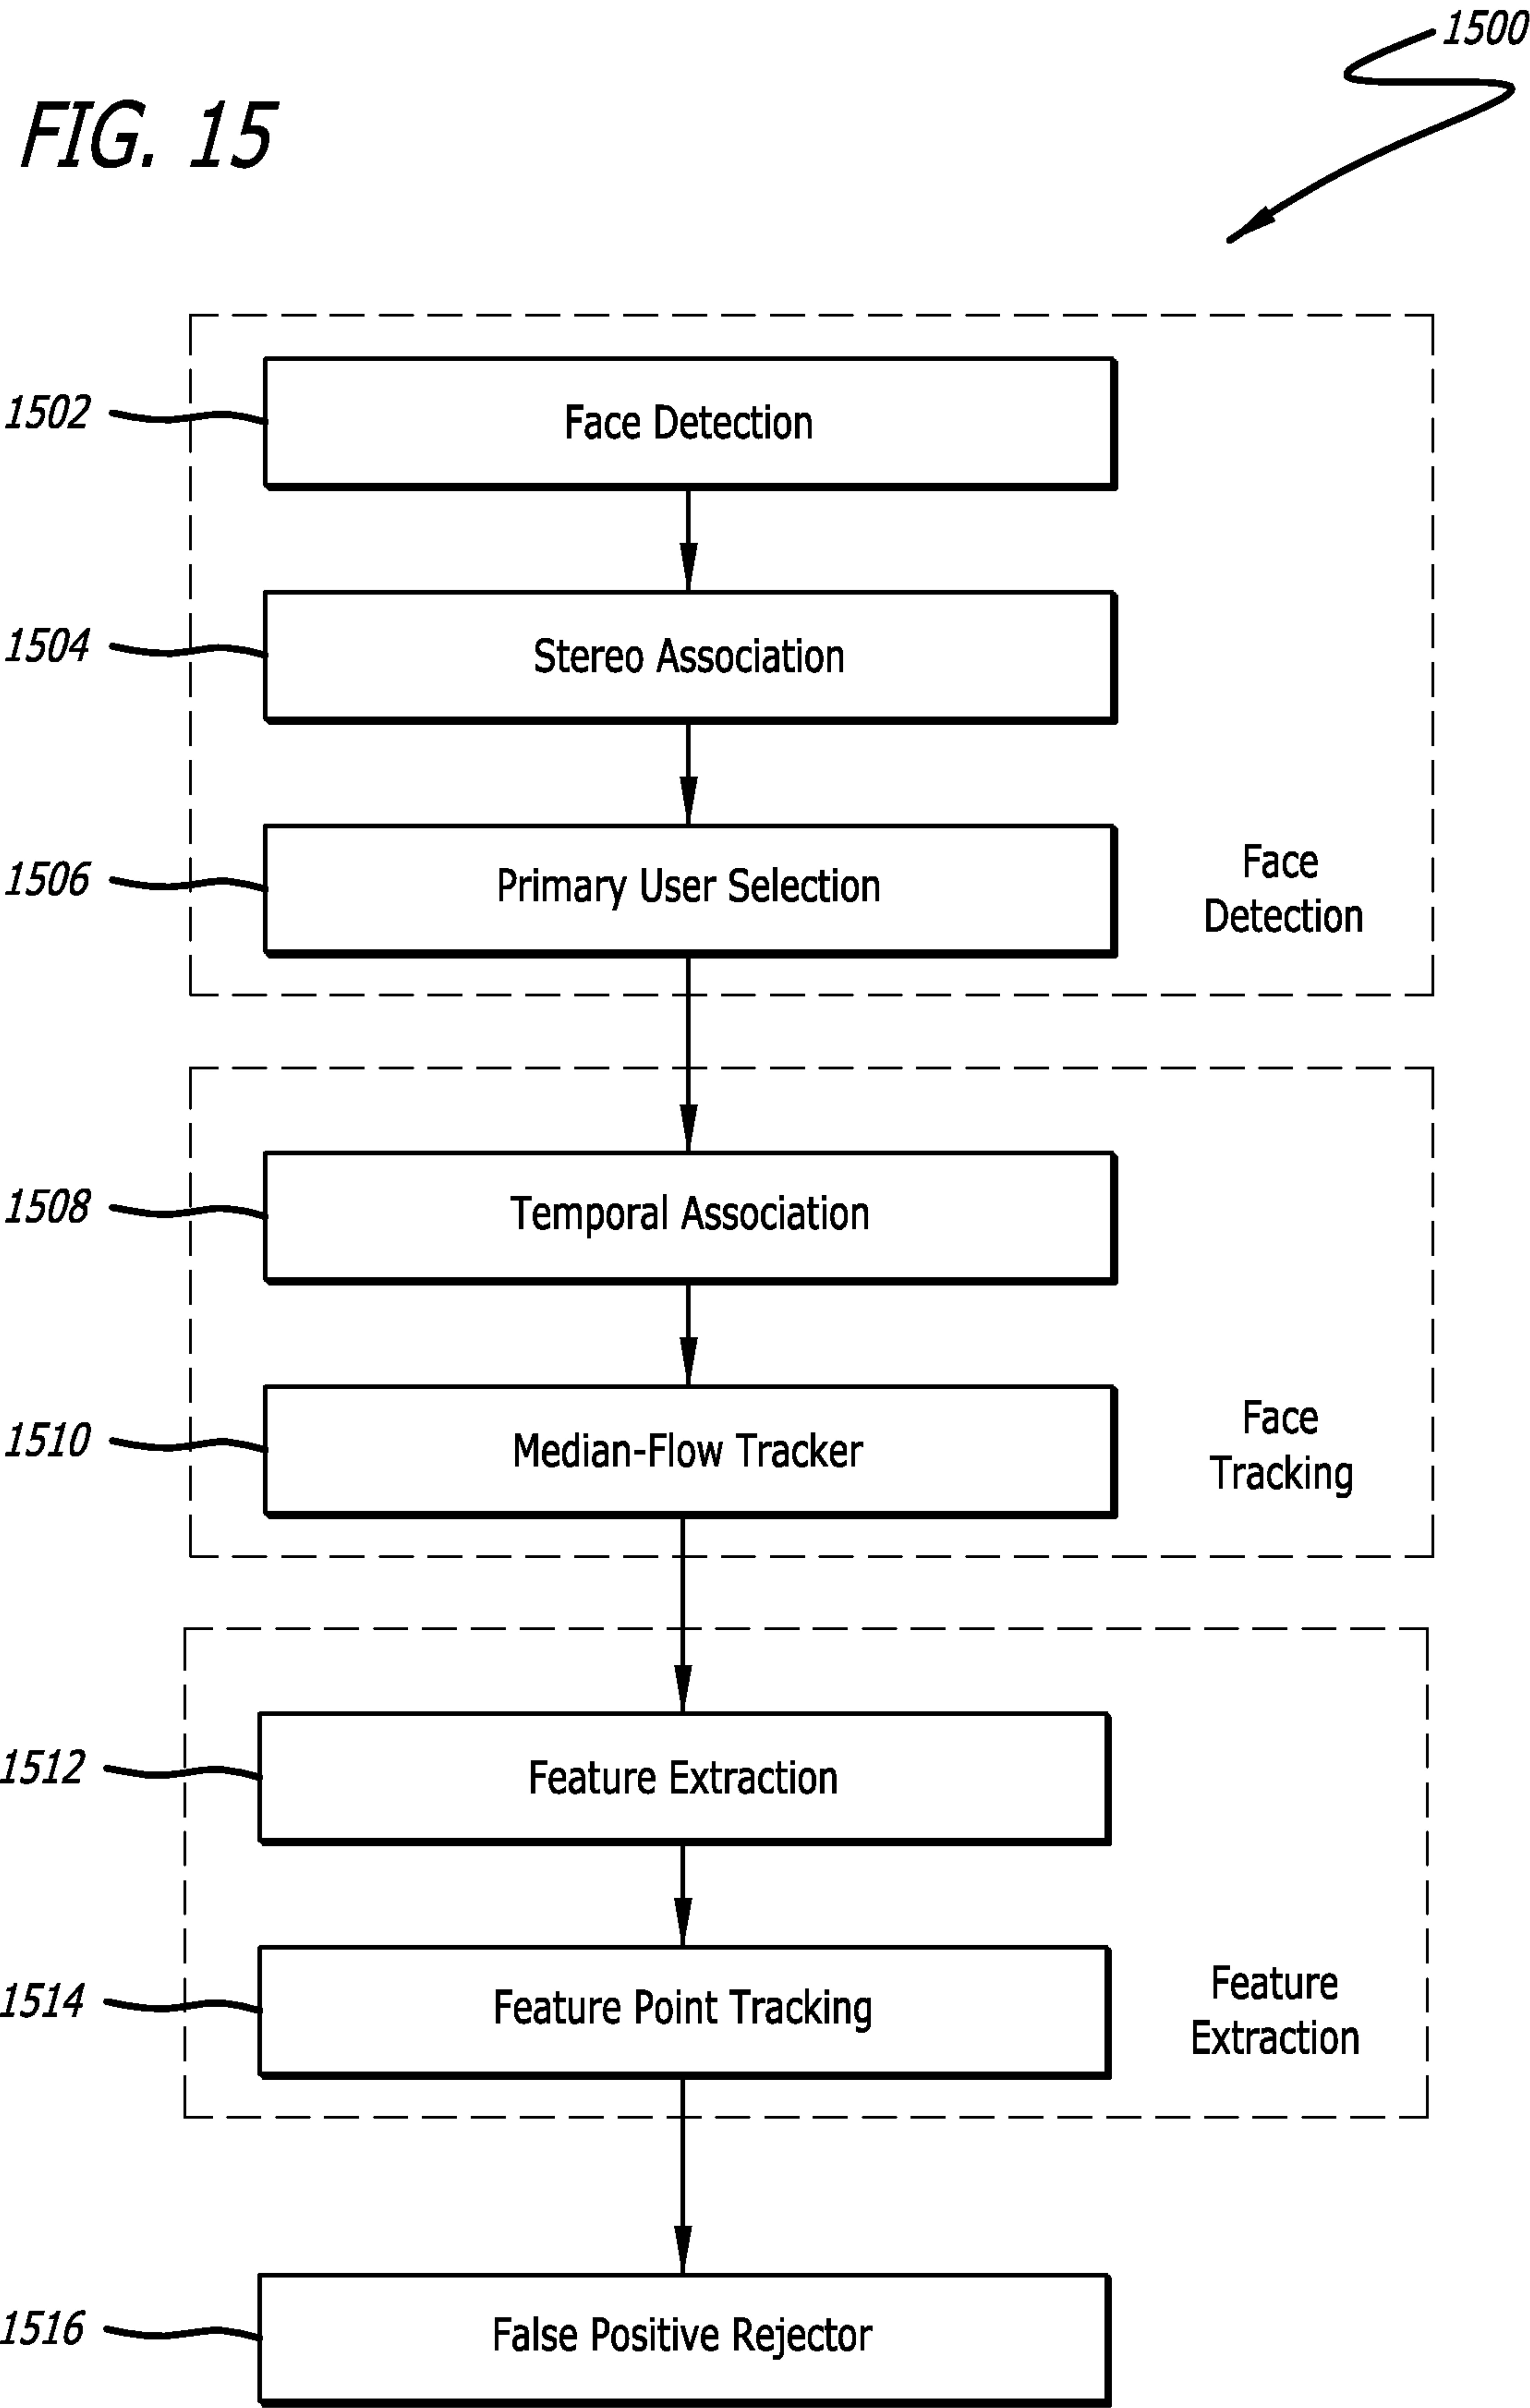 1500
FIG. 15
1502
Face Detection
1504
Stereo Association
1506
Primary User Selection
Face
Detection
1508
Temporal Association
1510
Median-Flow Tracker
Face
Tracking
1512
Feature Extraction
1514
Feature Point Tracking
Feature
Extraction
1516
False Positive Rejector